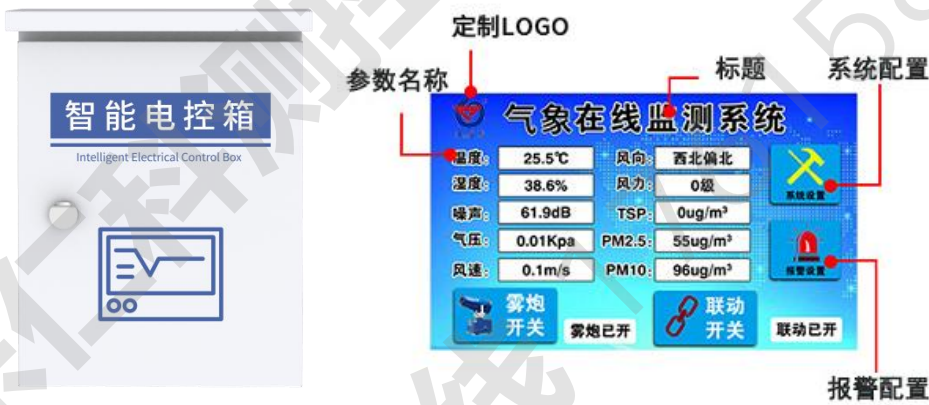 智能电控箱
Intelligent Electrical Control Box
定制LOGO
参数名称
标题
系统配置
气象在线监测系统
温度: 25.5℃ 风向: 西北偏北
湿度: 38.6% 风力: 0级
噪声: 61.9dB TSP: 0ug/m³
气压: 0.01Kpa PM2.5: 55ug/m³
风速: 0.1m/s PM10: 96ug/m³
系统设置
报警设置
雾炮
开关
雾炮已开
联动
开关
联动已开
报警配置